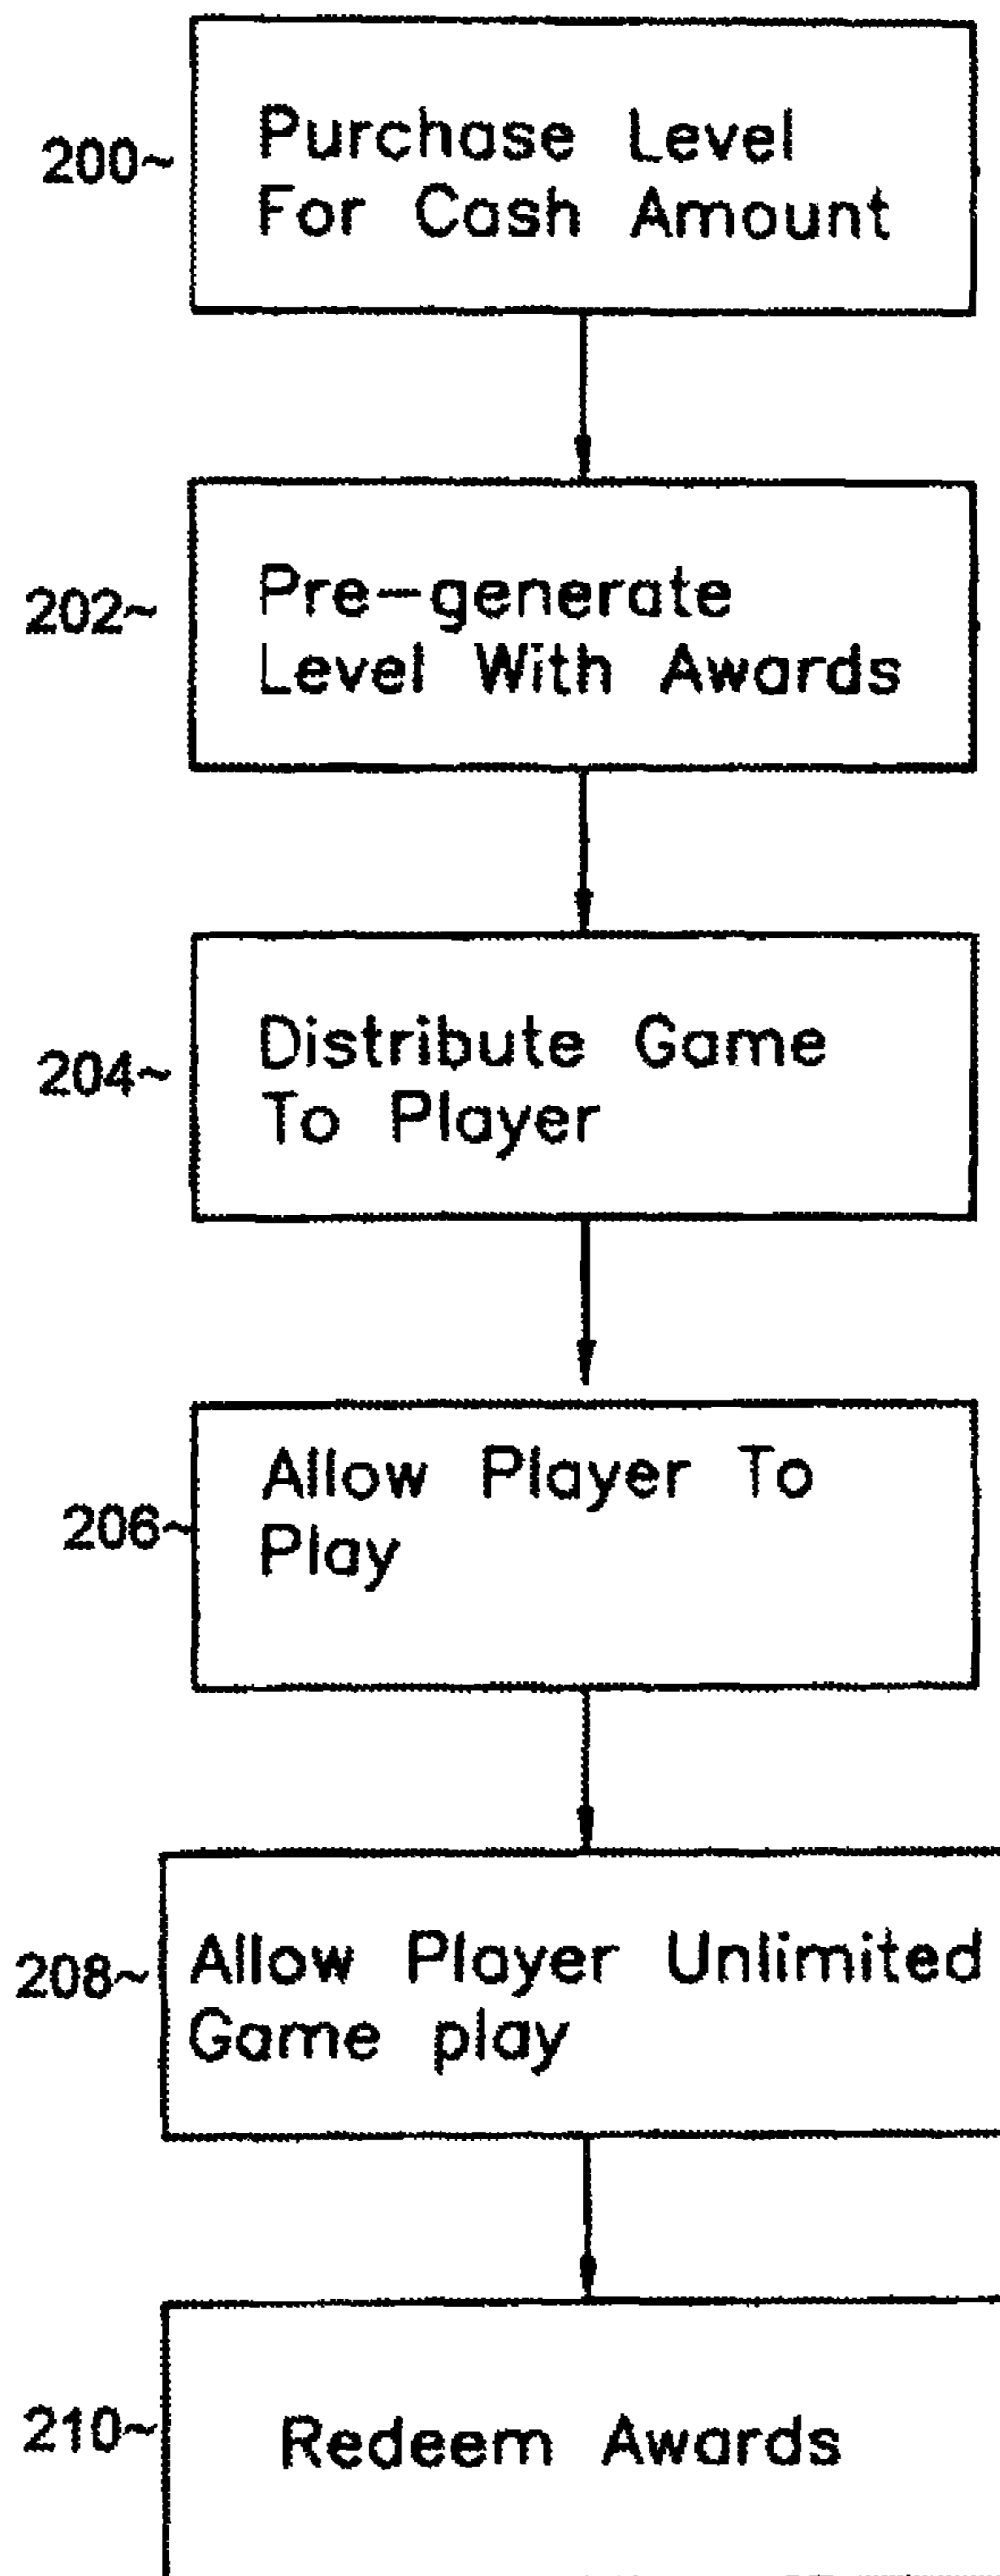 200~
Purchase Level
For Cash Amount
202~
Pre-generate
Level With Awards
204~
Distribute Game
To Player
206~
Allow Player To
Play
208~
Allow Player Unlimited
Game play
210~
Redeem Awards